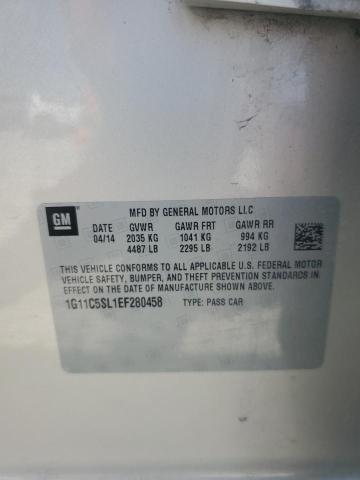 GM
MFD BY GENERAL MOTORS LLC
DATE GVWR GAWR FRT GAWR RR
04/14 2035 KG 1041 KG 994 KG
4487 LB 2295 LB 2192 LB
THIS VEHICLE CONFORMS TO ALL APPLICABLE U.S. FEDERAL MOTOR
VEHICLE SAFETY, BUMPER, AND THEFT PREVENTION STANDARDS IN
EFFECT ON THE DATE OF MANUFACTURE SHOWN ABOVE.
1G11C5SL1EF280458 TYPE: PASS CAR